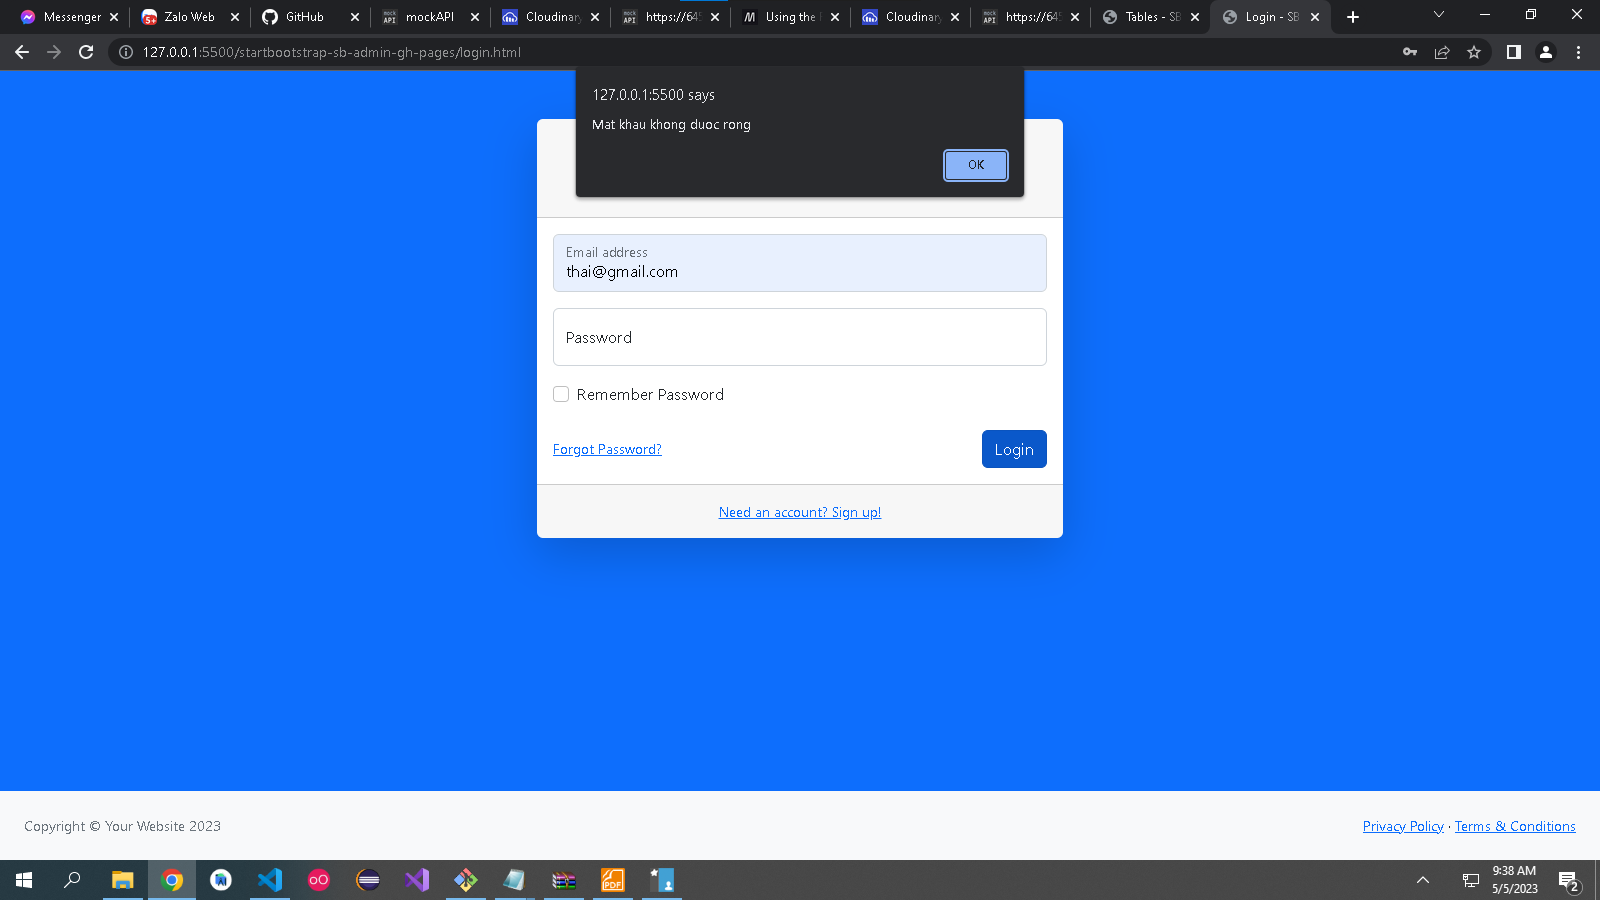 Messenger
Zalo Web
GitHub
mockAPI
Cloudinary
https://645
Using the
Cloudinary
https://645
Tables - SB
Login - SB
127.0.0.1:5500/startbootstrap-sb-admin-gh-pages/login.html
127.0.0.1:5500 says
Mat khau khong duoc rong
OK
Email address
thai@gmail.com
Password
Remember Password
Forgot Password?
Login
Need an account? Sign up!
Copyright © Your Website 2023
Privacy Policy · Terms & Conditions
9:38 AM
5/5/2023
2